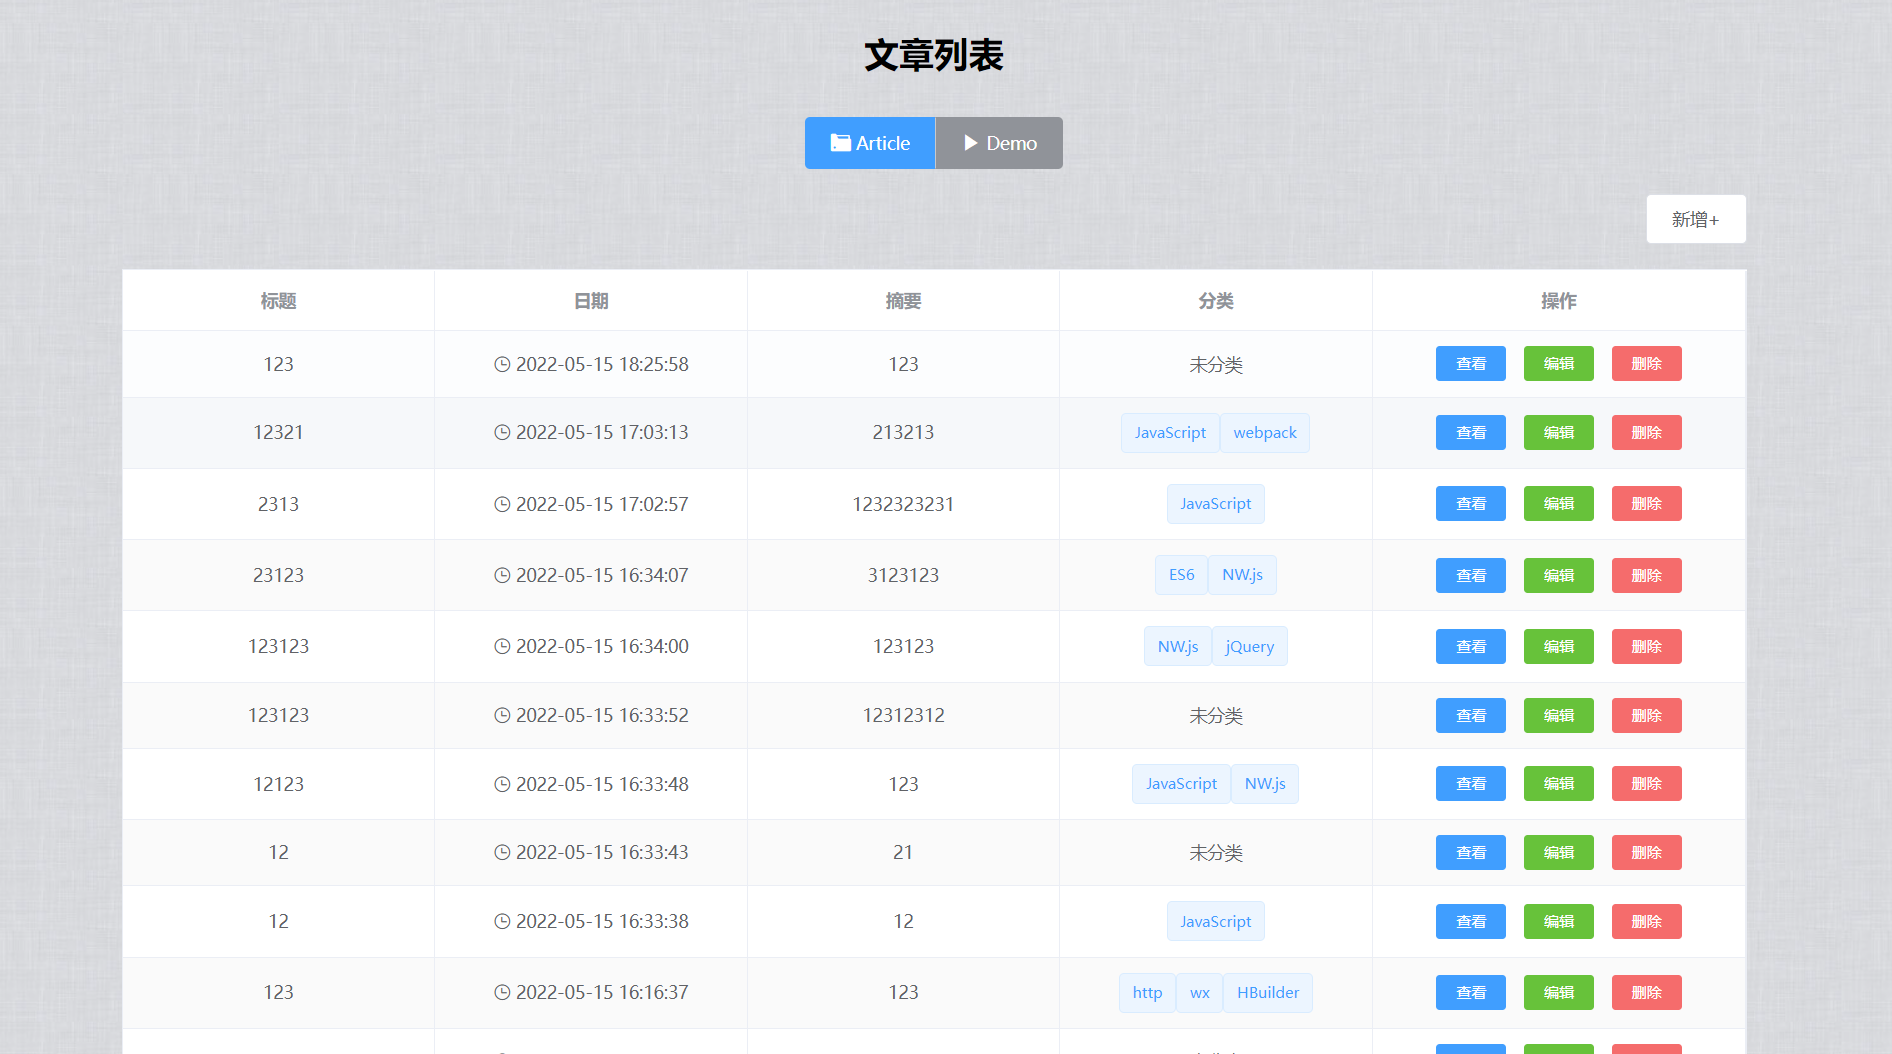 文章列表
Article Demo
新增+
标题 日期 摘要 分类 操作
123 2022-05-15 18:25:58 123 未分类 查看 编辑 删除
12321 2022-05-15 17:03:13 213213 JavaScript webpack 查看 编辑 删除
2313 2022-05-15 17:02:57 1232323231 JavaScript 查看 编辑 删除
23123 2022-05-15 16:34:07 3123123 ES6 NW.js 查看 编辑 删除
123123 2022-05-15 16:34:00 123123 NW.js jQuery 查看 编辑 删除
123123 2022-05-15 16:33:52 12312312 未分类 查看 编辑 删除
12123 2022-05-15 16:33:48 123 JavaScript NW.js 查看 编辑 删除
12 2022-05-15 16:33:43 21 未分类 查看 编辑 删除
12 2022-05-15 16:33:38 12 JavaScript 查看 编辑 删除
123 2022-05-15 16:16:37 123 http wx HBuilder 查看 编辑 删除